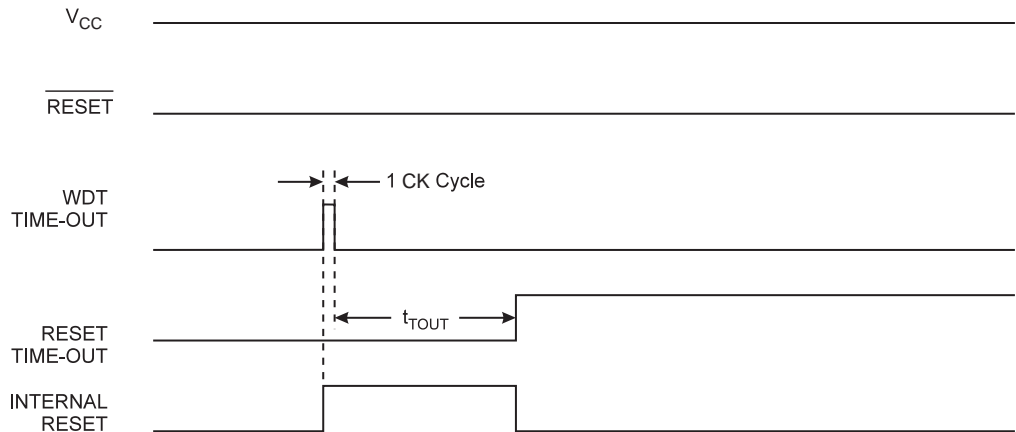 VCC
RESET
1 CK Cycle
WDT
TIME-OUT
tTOUT
RESET
TIME-OUT
INTERNAL
RESET